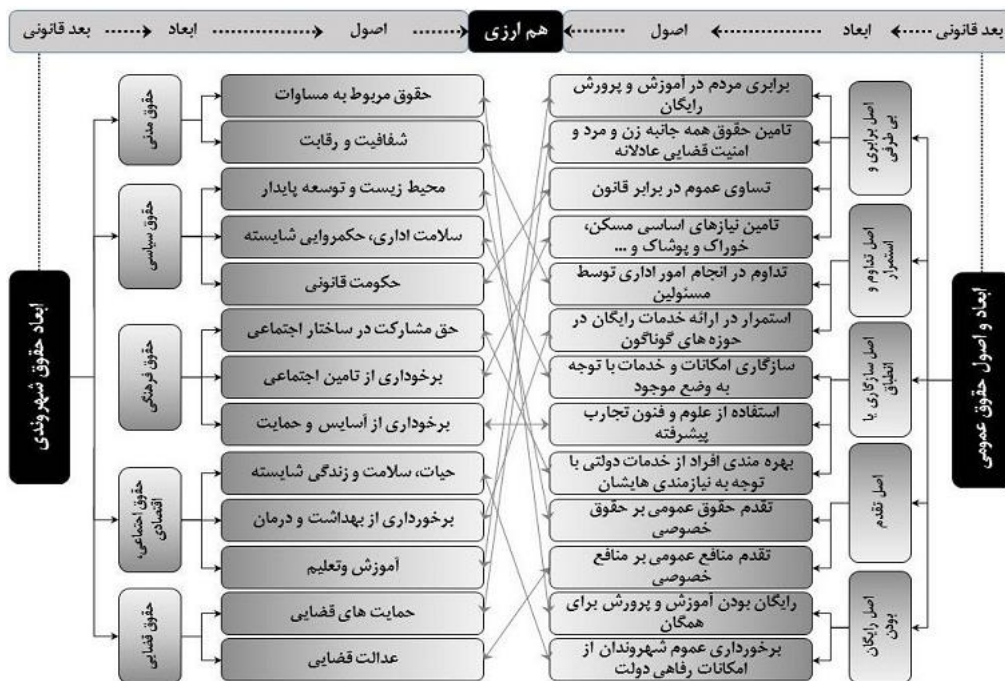 بعد قانونی
ابعاد
اصول
هم ارزی
اصول
ابعاد
بعد قانونی
ابعاد و اصول حقوق عمومی
اصل برابری و
بی طرفی
اصل تداوم و
استمرار
اصل سازگاری یا
انطباق
اصل تقدم
اصل رایگان
بودن
برابری مردم در آموزش و پرورش
رایگان
تامین حقوق همه جانبه زن و مرد و
امنیت قضایی عادلانه
تساوی عموم در برابر قانون
تامین نیازهای اساسی مسکن،
خوراک و پوشاک و ...
تداوم در انجام امور اداری توسط
مسئولین
استمرار در ارائه خدمات رایگان در
حوزه های گوناگون
سازگاری امکانات و خدمات با توجه
به وضع موجود
استفاده از علوم و فنون تجارب
پیشرفته
بهره مندی افراد از خدمات دولتی با
توجه به نیازمندی هایشان
تقدم حقوق عمومی بر حقوق
خصوصی
تقدم منافع عمومی بر منافع
خصوصی
رایگان بودن آموزش و پرورش برای
همگان
برخورداری عموم شهروندان از
امکانات رفاهی دولت
حقوق مربوط به مساوات
شفافیت و رقابت
محیط زیست و توسعه پایدار
سلامت اداری، حکمروایی شایسته
حکومت قانونی
حق مشارکت در ساختار اجتماعی
برخوداری از تامین اجتماعی
برخوداری از آسایس و حمایت
حیات، سلامت و زندگی شایسته
برخورداری از بهداشت و درمان
آموزش وتعلیم
حمایت های قضایی
عدالت قضایی
حقوق مدنی
حقوق سیاسی
حقوق فرهنگی
حقوق اجتماعی،
اقتصادی
حقوق قضایی
ابعاد حقوق شهروندی